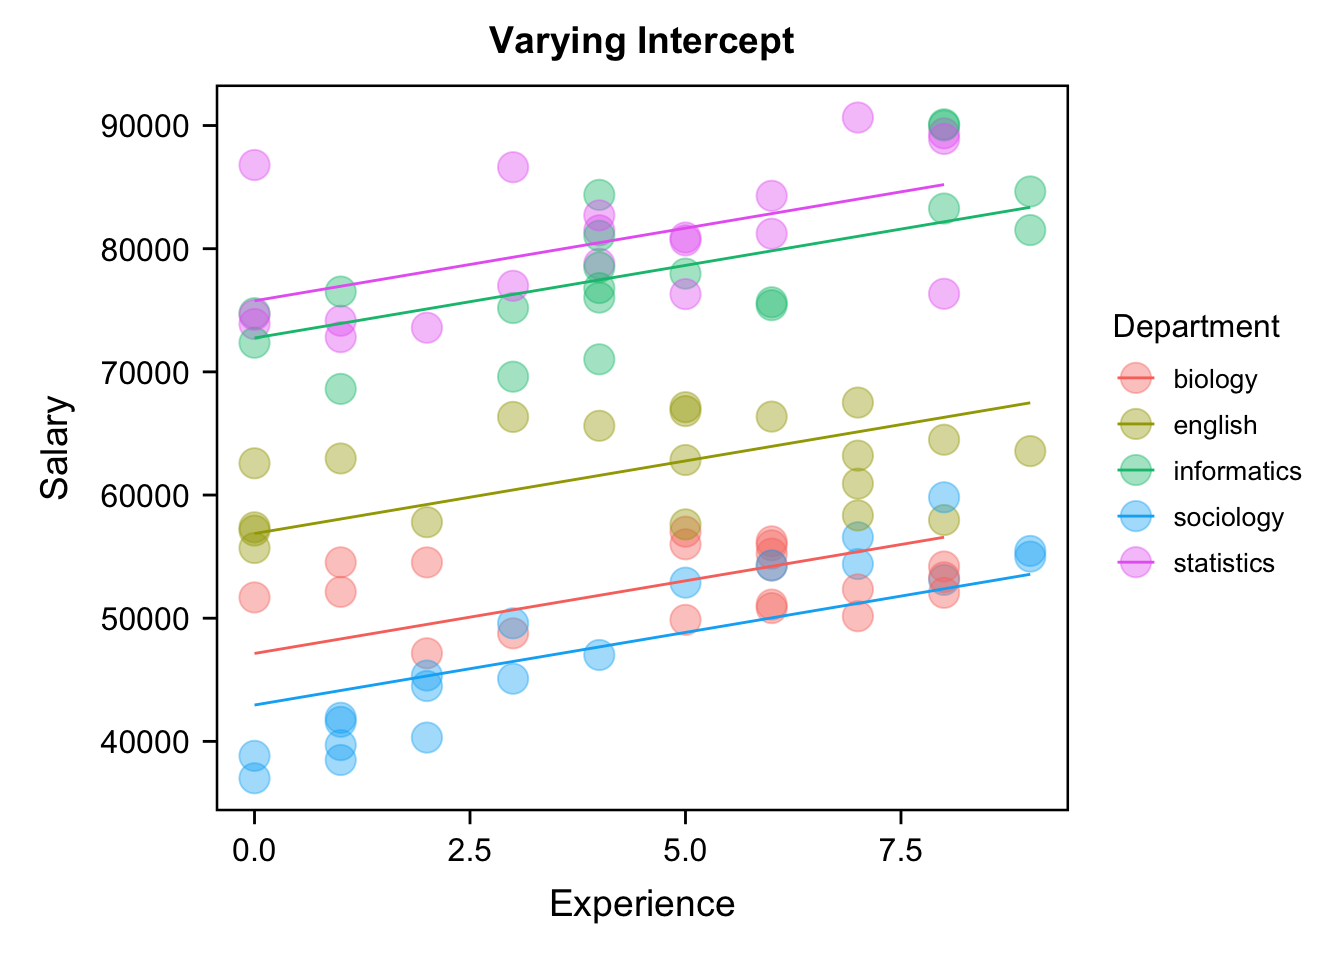 Varying Intercept
90000
80000
70000
60000
50000
40000
Salary
0.0 2.5 5.0 7.5
Experience
Department
biology
english
informatics
sociology
statistics